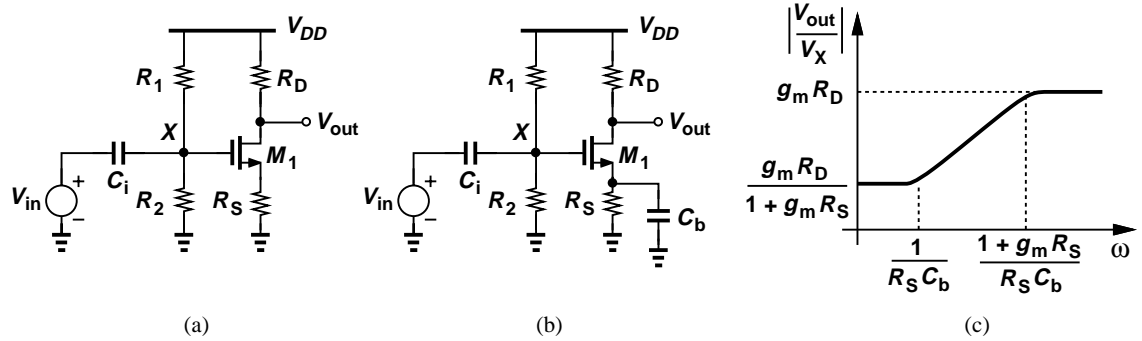 V_DD
R_1
R_D
V_out
X
M_1
C_i
V_in
+
−
R_2
R_S
(a)
V_DD
R_1
R_D
V_out
X
M_1
C_i
V_in
+
−
R_2
R_S
C_b
(b)
|V_out / V_X|
g_m R_D
g_m R_D / 1 + g_m R_S
1 / R_S C_b
1 + g_m R_S / R_S C_b
ω
(c)